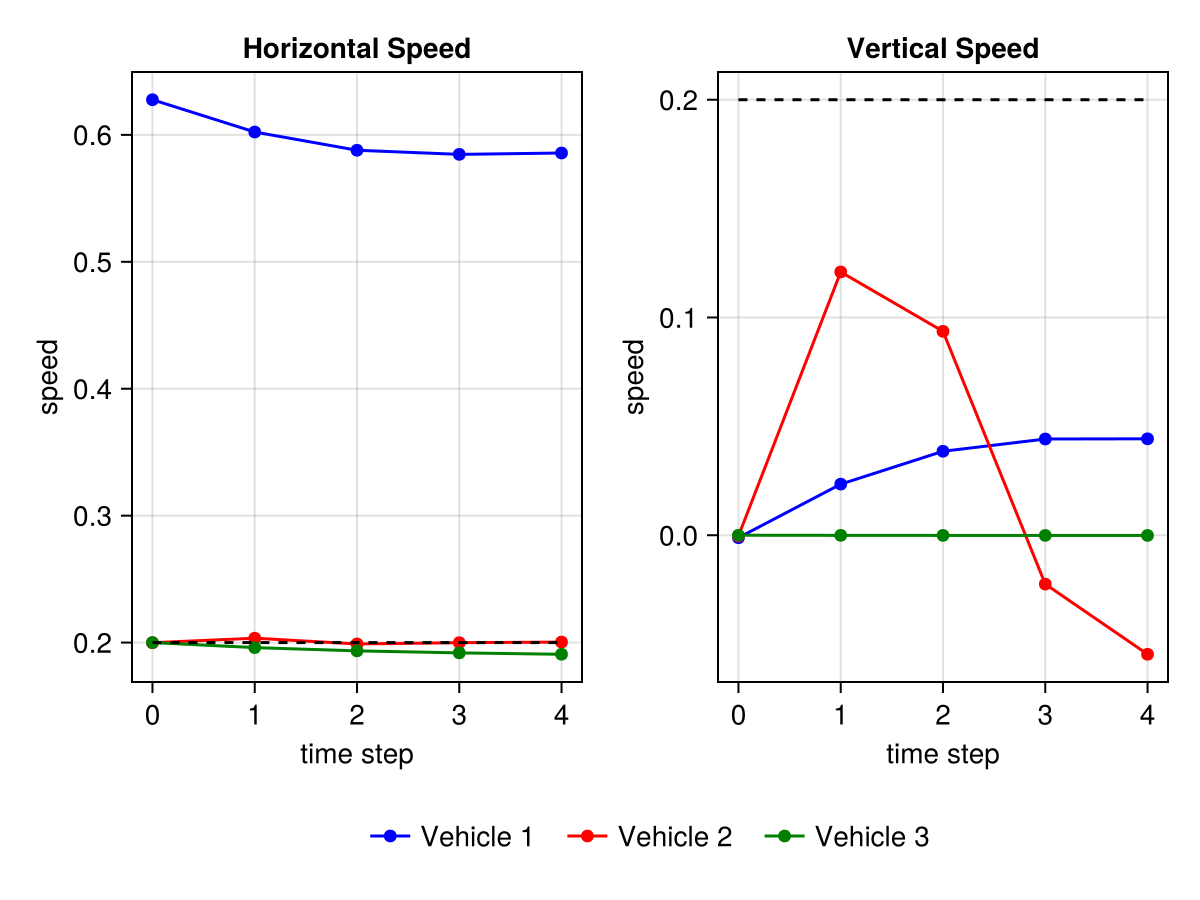 Horizontal Speed
0.6
0.5
0.4
0.3
0.2
speed
0 1 2 3 4
time step
Vertical Speed
0.2
0.1
0.0
speed
0 1 2 3 4
time step
Vehicle 1 Vehicle 2 Vehicle 3